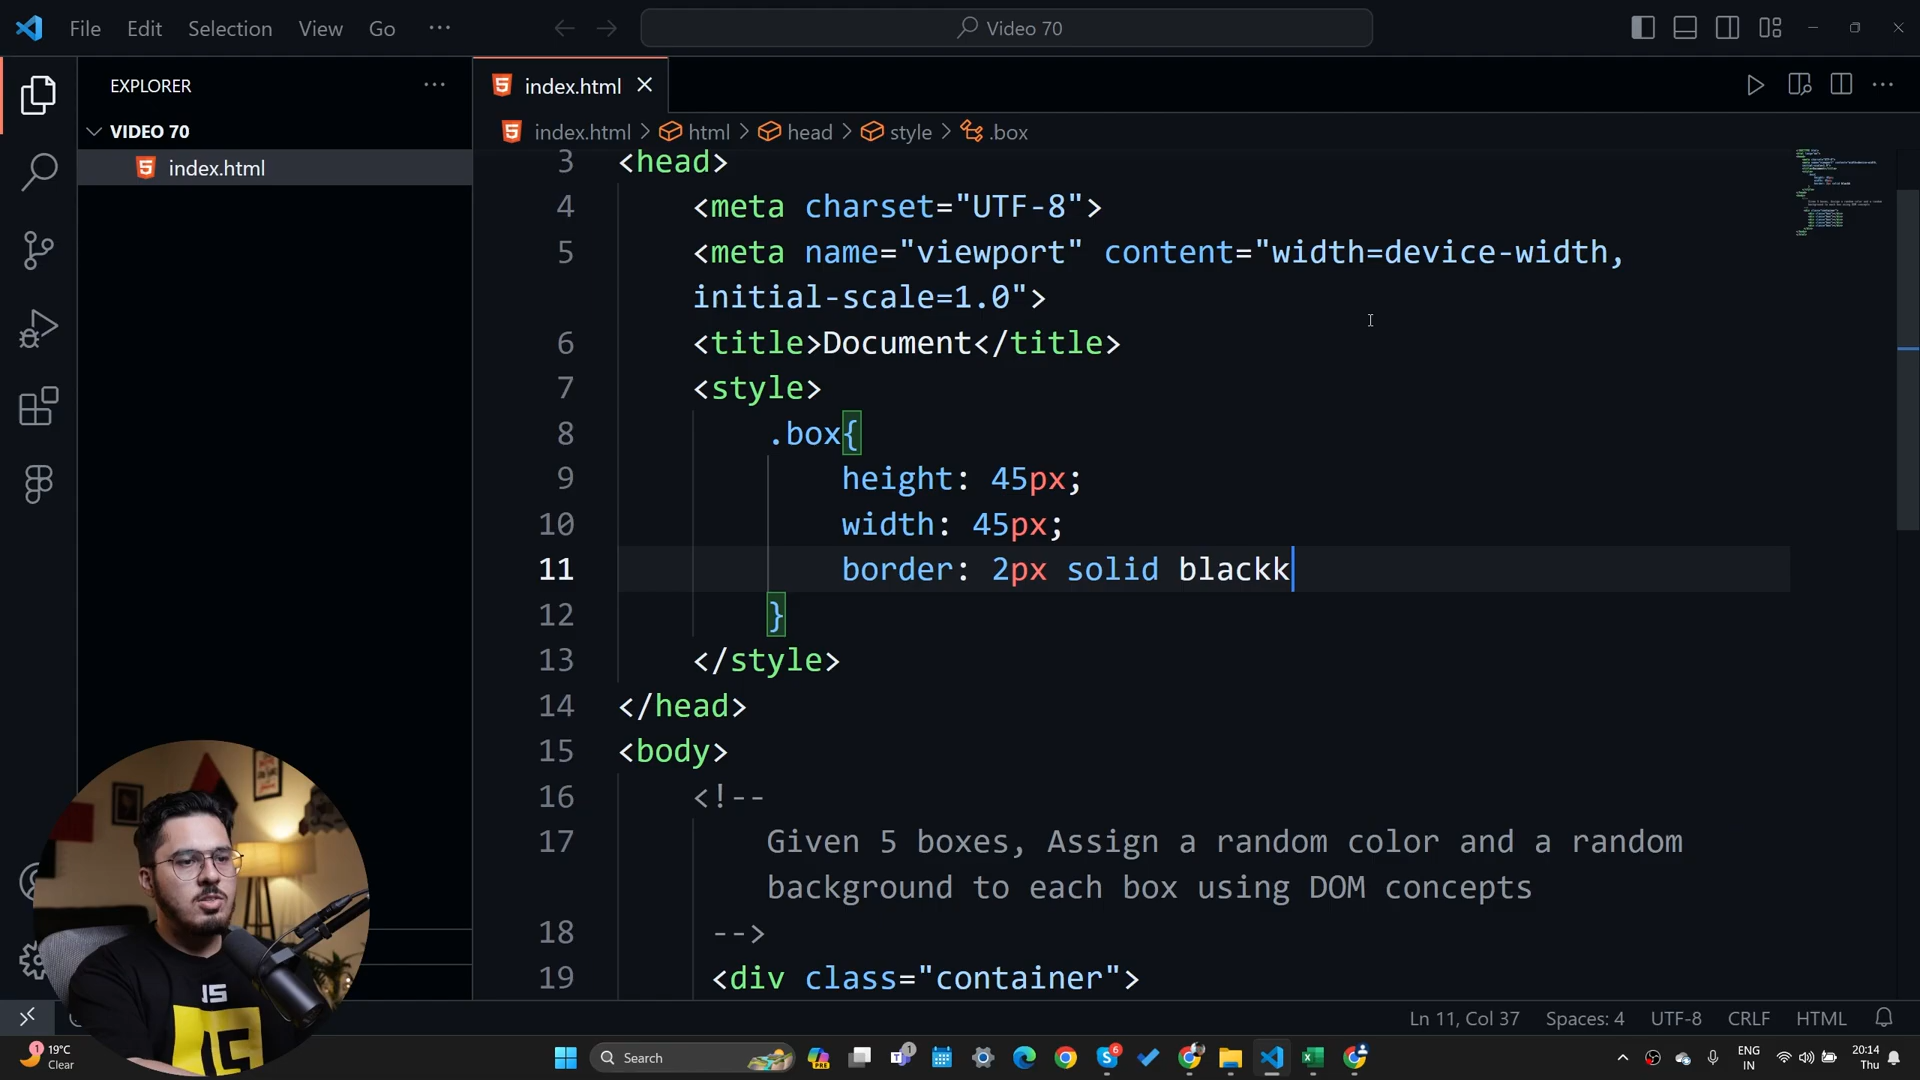 File Edit Selection View Go ··· Video 70
EXPLORER ···
VIDEO 70
index.html
index.html
index.html > html > head > style > .box
3 <head>
4 <meta charset="UTF-8">
5 <meta name="viewport" content="width=device-width,
initial-scale=1.0">
6 <title>Document</title>
7 <style>
8 .box{
9 height: 45px;
10 width: 45px;
11 border: 2px solid blackk
12 }
13 </style>
14 </head>
15 <body>
16 <!--
17 Given 5 boxes, Assign a random color and a random
background to each box using DOM concepts
18 -->
19 <div class="container">
JS
Ln 11, Col 37 Spaces: 4 UTF-8 CRLF HTML
1
19°C
Clear
Search
PRE
1
6
ENG
IN
20:14
Thu